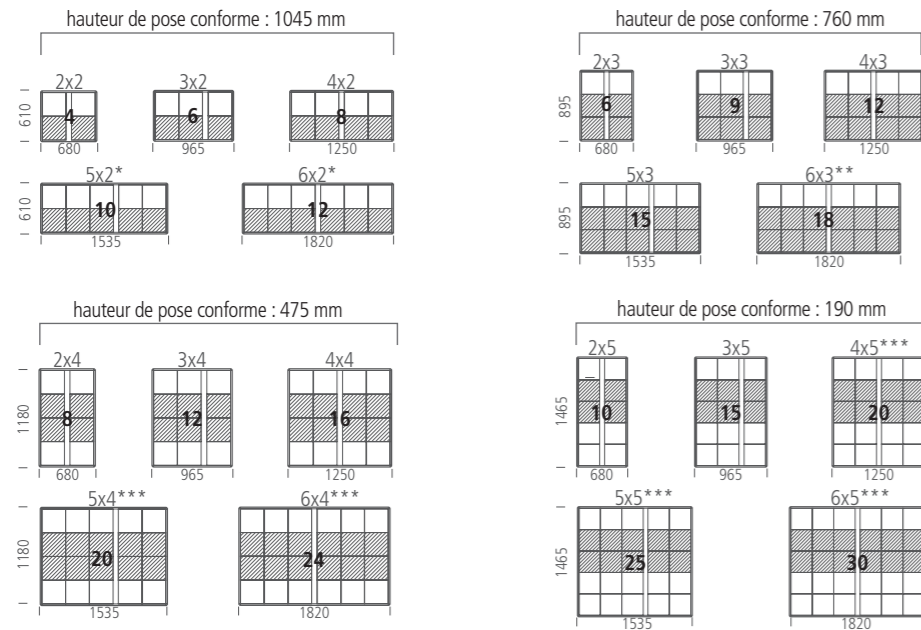 hauteur de pose conforme : 1045 mm
2x2 3x2 4x2
610 4 6 8
680 965 1250
5x2* 6x2*
610 10 12
1535 1820
hauteur de pose conforme : 760 mm
2x3 3x3 4x3
895 6 9 12
680 965 1250
5x3 6x3**
895 15 18
1535 1820
hauteur de pose conforme : 475 mm
2x4 3x4 4x4
1180 8 12 16
680 965 1250
5x4*** 6x4***
1180 20 24
1535 1820
hauteur de pose conforme : 190 mm
2x5 3x5 4x5***
1465 10 15 20
680 965 1250
5x5*** 6x5***
1465 25 30
1535 1820